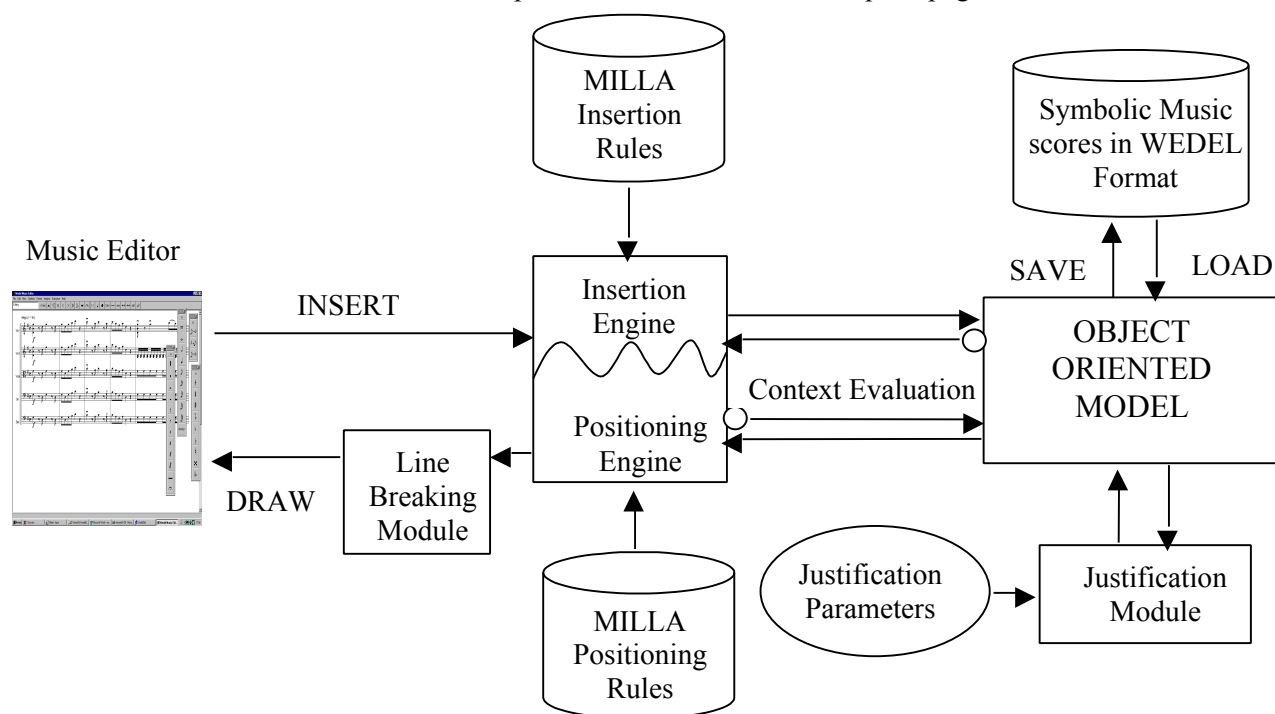 MILLA
Insertion
Rules
Symbolic Music
scores in WEDEL
Format
Music Editor
INSERT
Insertion
Engine
SAVE
LOAD
OBJECT
ORIENTED
MODEL
Context Evaluation
Positioning
Engine
DRAW
Line
Breaking
Module
MILLA
Positioning
Rules
Justification
Parameters
Justification
Module